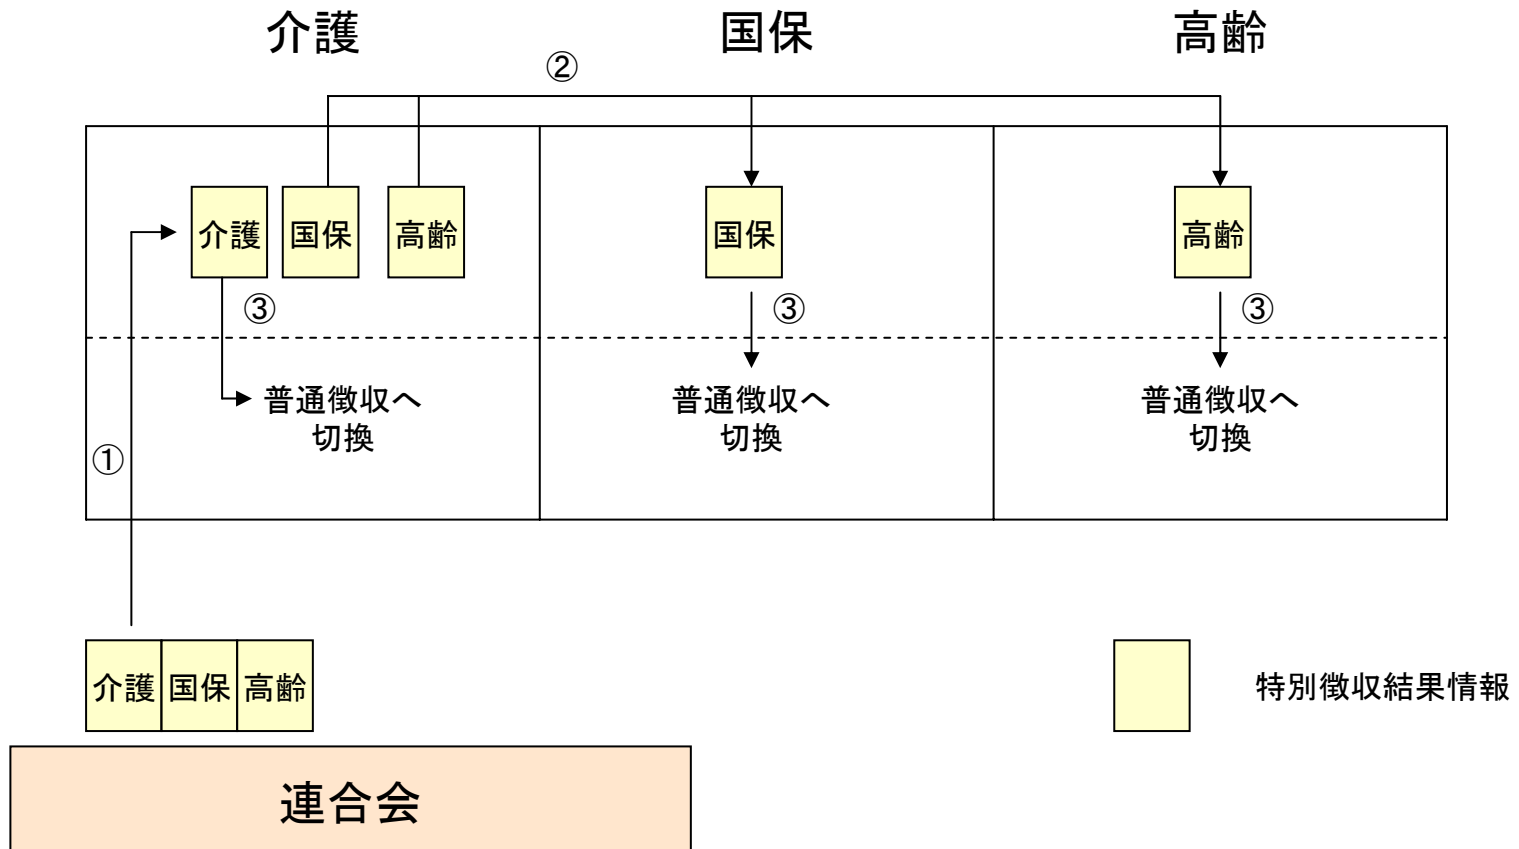 介護
国保
高齢
②
介護
国保
高齢
国保
高齢
③
③
③
普通徴収へ
切換
普通徴収へ
切換
普通徴収へ
切換
①
介護
国保
高齢
特別徴収結果情報
連合会